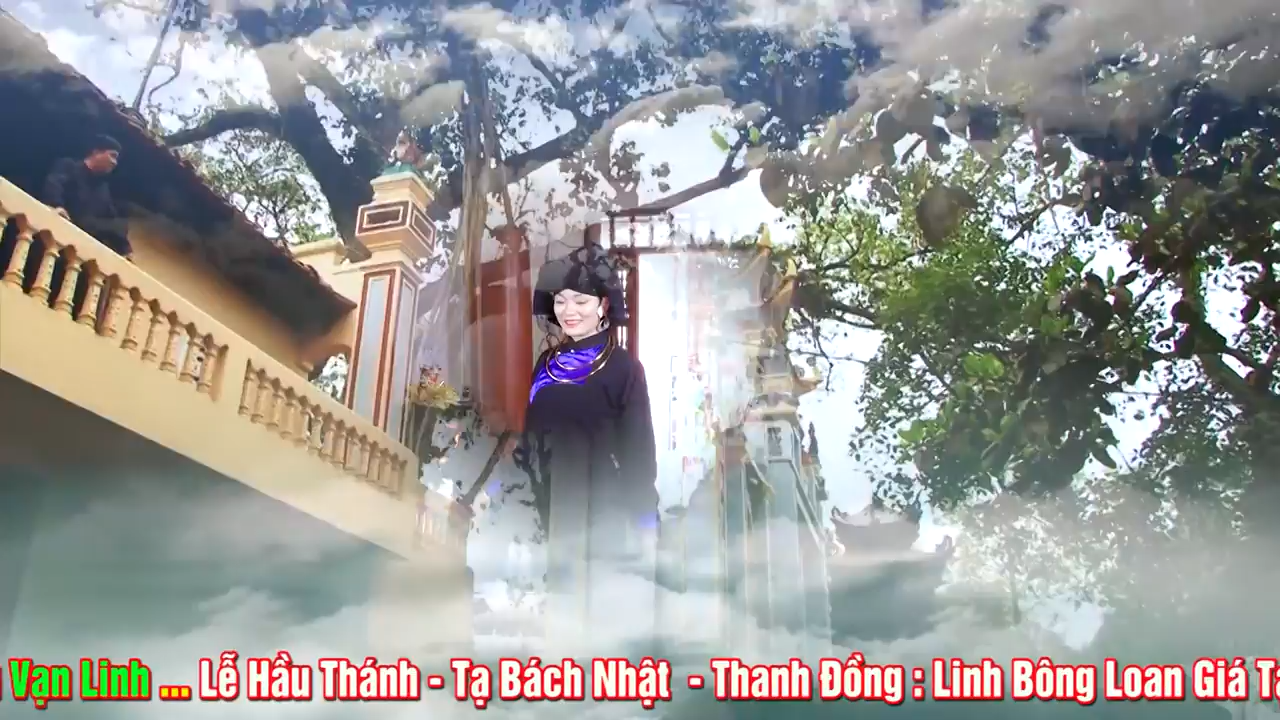 Vạn Linh ... Lễ Hầu Thánh - Tạ Bách Nhật - Thanh Đồng : Linh Bông Loan Giá